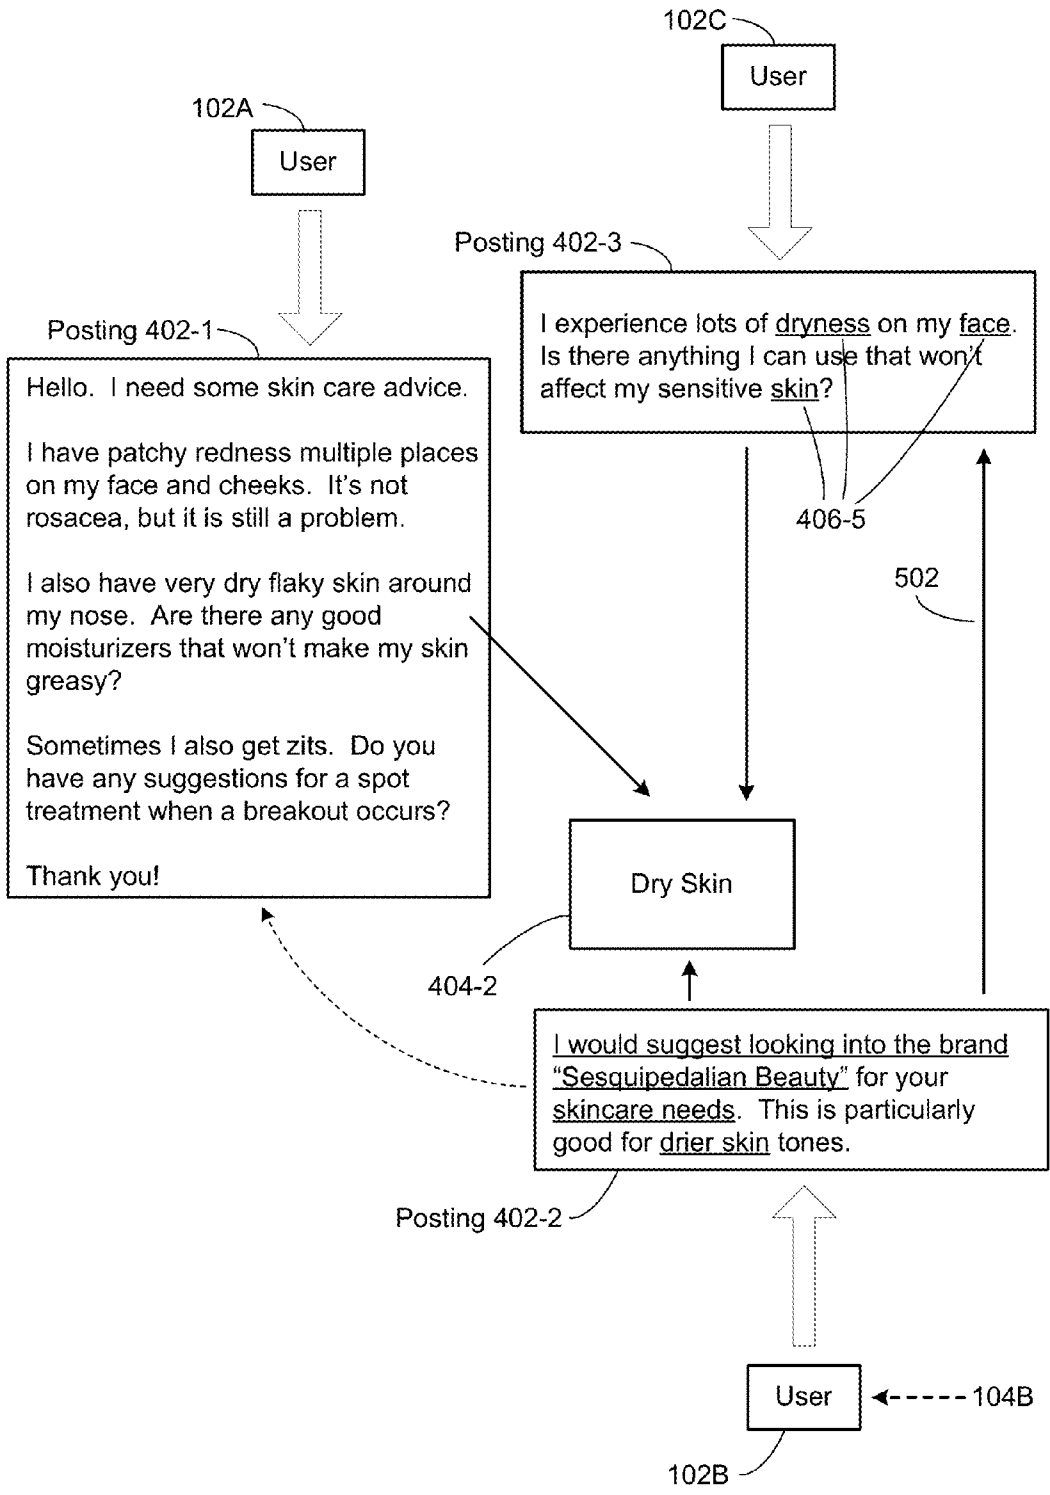 102C
User
102A
User
Posting 402-3
I experience lots of dryness on my face.
Is there anything I can use that won't
affect my sensitive skin?
406-5
Posting 402-1
Hello.  I need some skin care advice.
I have patchy redness multiple places
on my face and cheeks.  It's not
rosacea, but it is still a problem.
I also have very dry flaky skin around
my nose.  Are there any good
moisturizers that won't make my skin
greasy?
Sometimes I also get zits.  Do you
have any suggestions for a spot
treatment when a breakout occurs?
Thank you!
502
Dry Skin
404-2
I would suggest looking into the brand
“Sesquipedalian Beauty” for your
skincare needs.  This is particularly
good for drier skin tones.
Posting 402-2
User
104B
102B